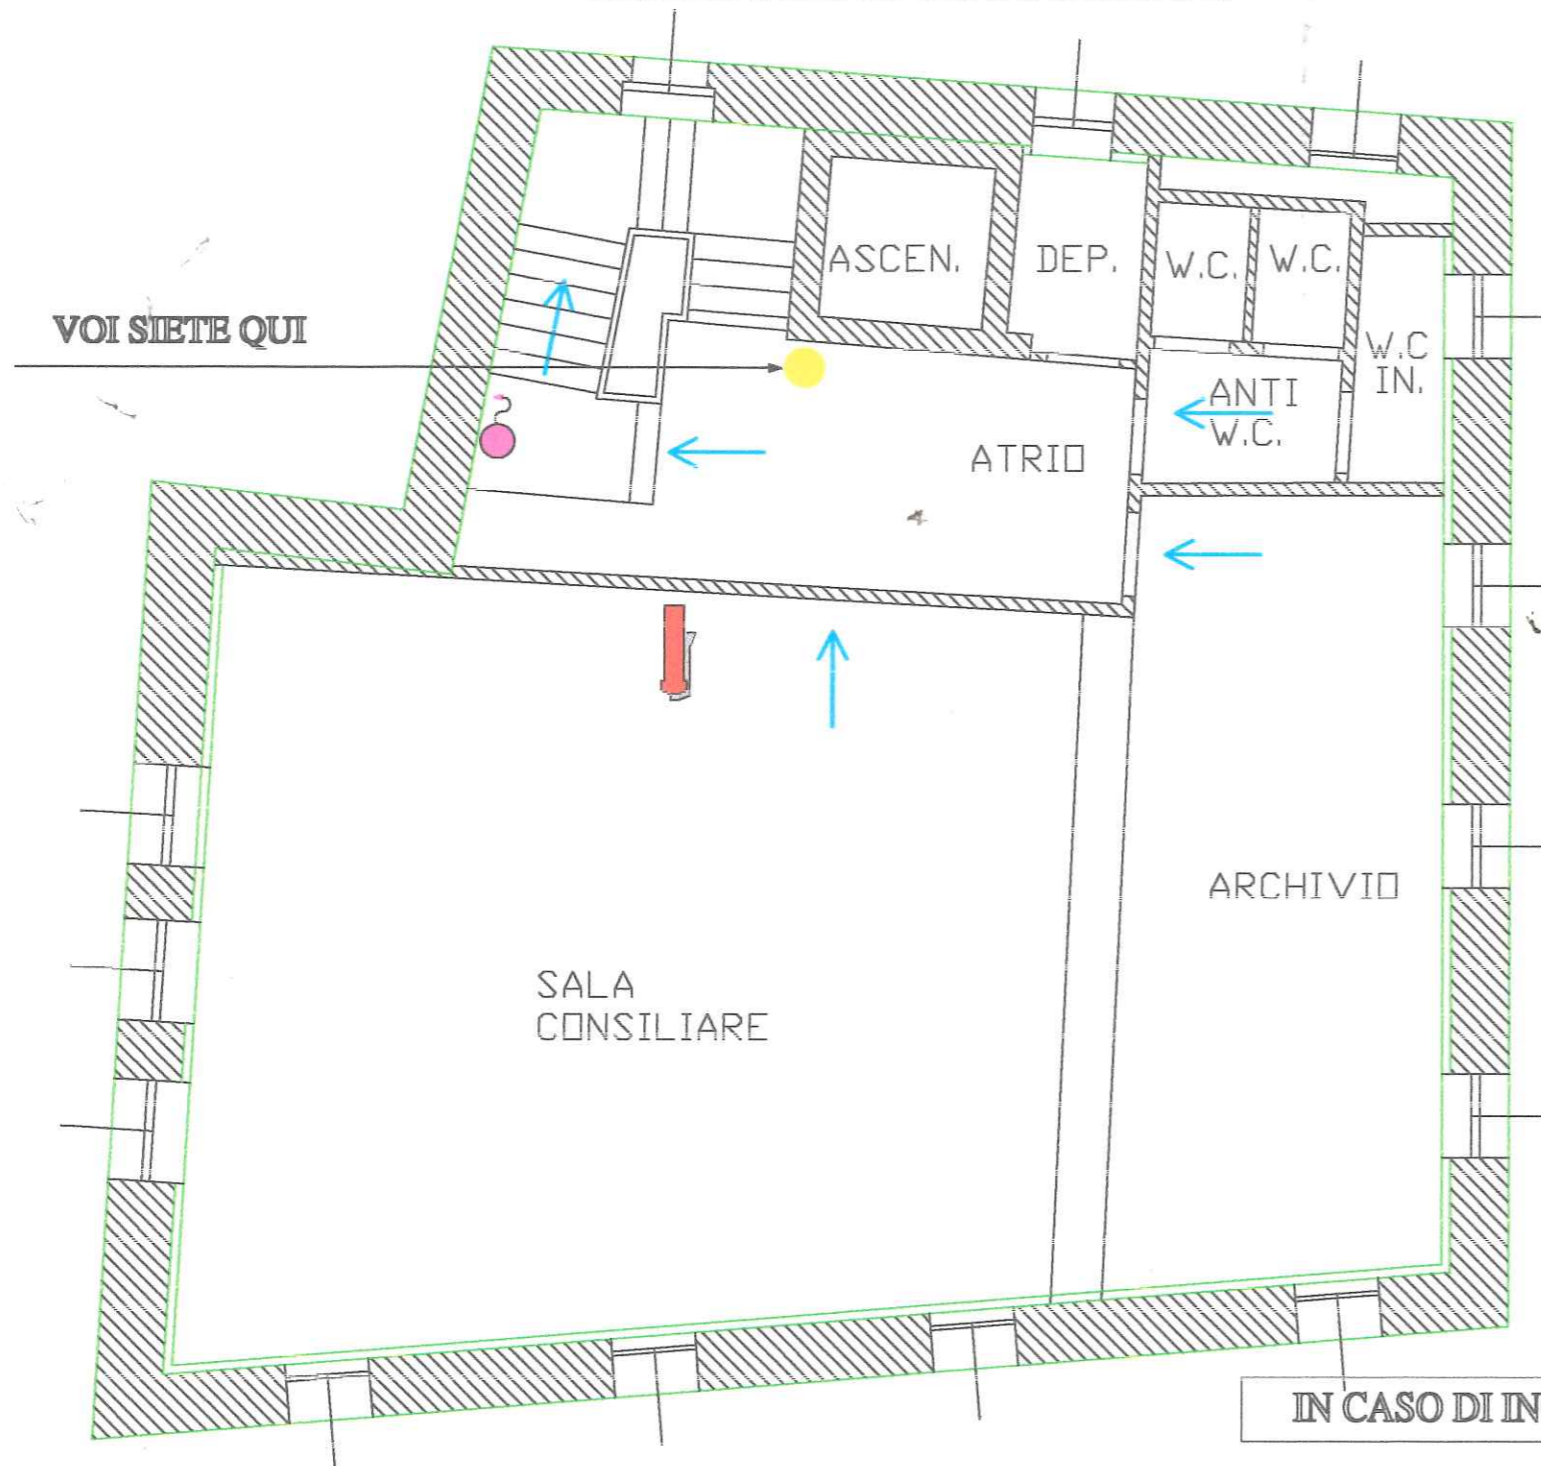 VOI SIETE QUI
ASCEN.
DEP.
W.C.
W.C.
W.C
IN.
ANTI
W.C.
ATRIO
ARCHIVIO
SALA
CONSILIARE
IN CASO DI IN